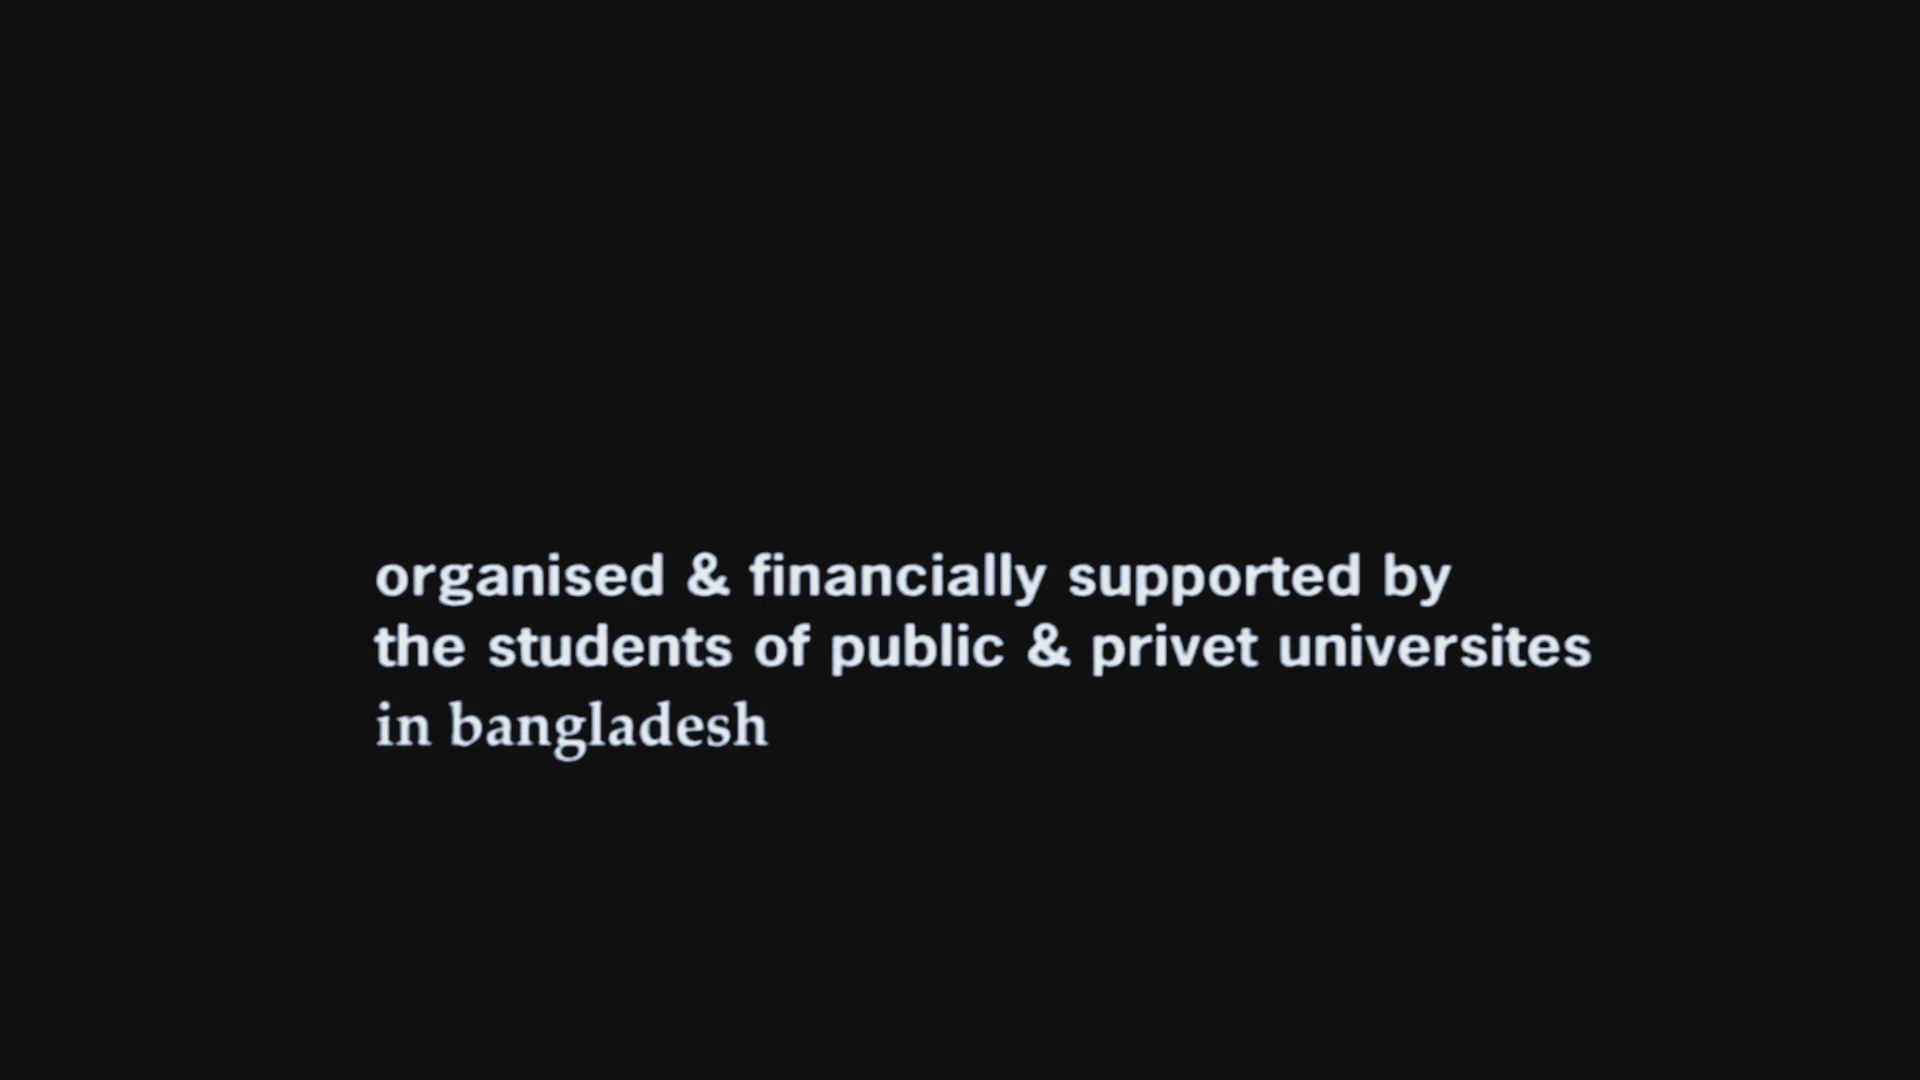 organised & financially supported by
the students of public & privet universites
in bangladesh